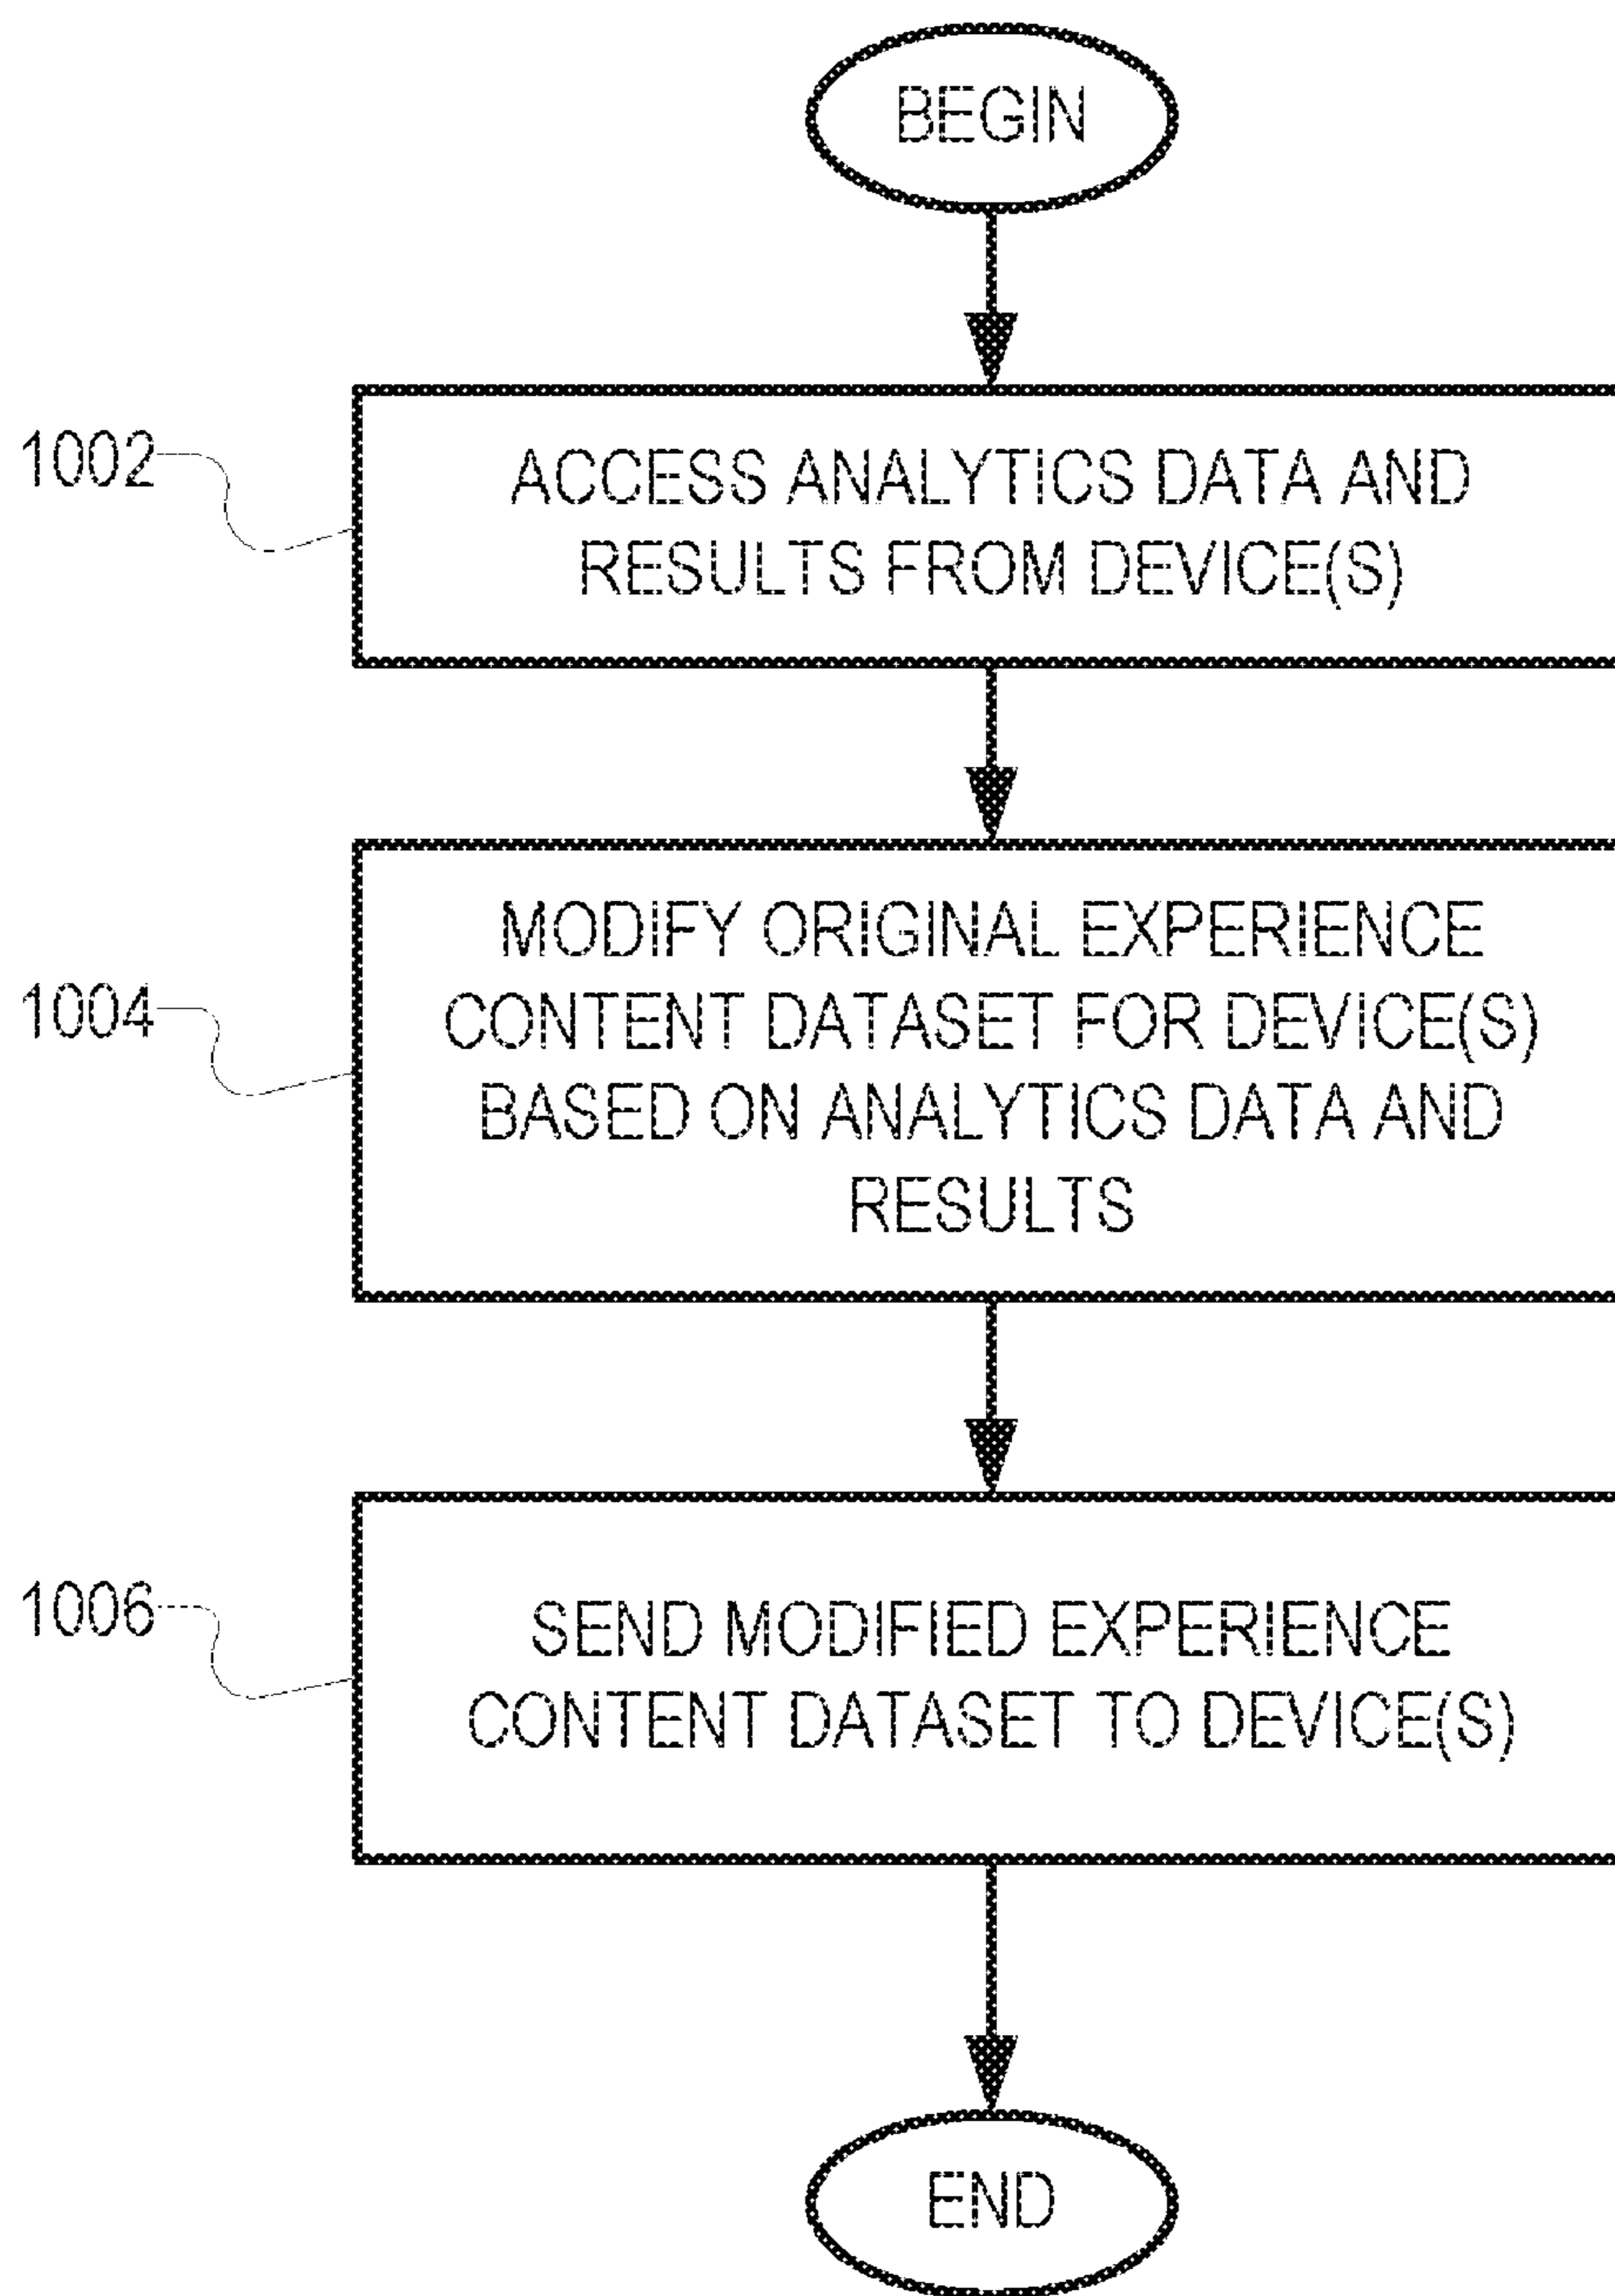 BEGIN
1002
ACCESS ANALYTICS DATA AND
RESULTS FROM DEVICE(S)
1004
MODIFY ORIGINAL EXPERIENCE
CONTENT DATASET FOR DEVICE(S)
BASED ON ANALYTICS DATA AND
RESULTS
1006
SEND MODIFIED EXPERIENCE
CONTENT DATASET TO DEVICE(S)
END